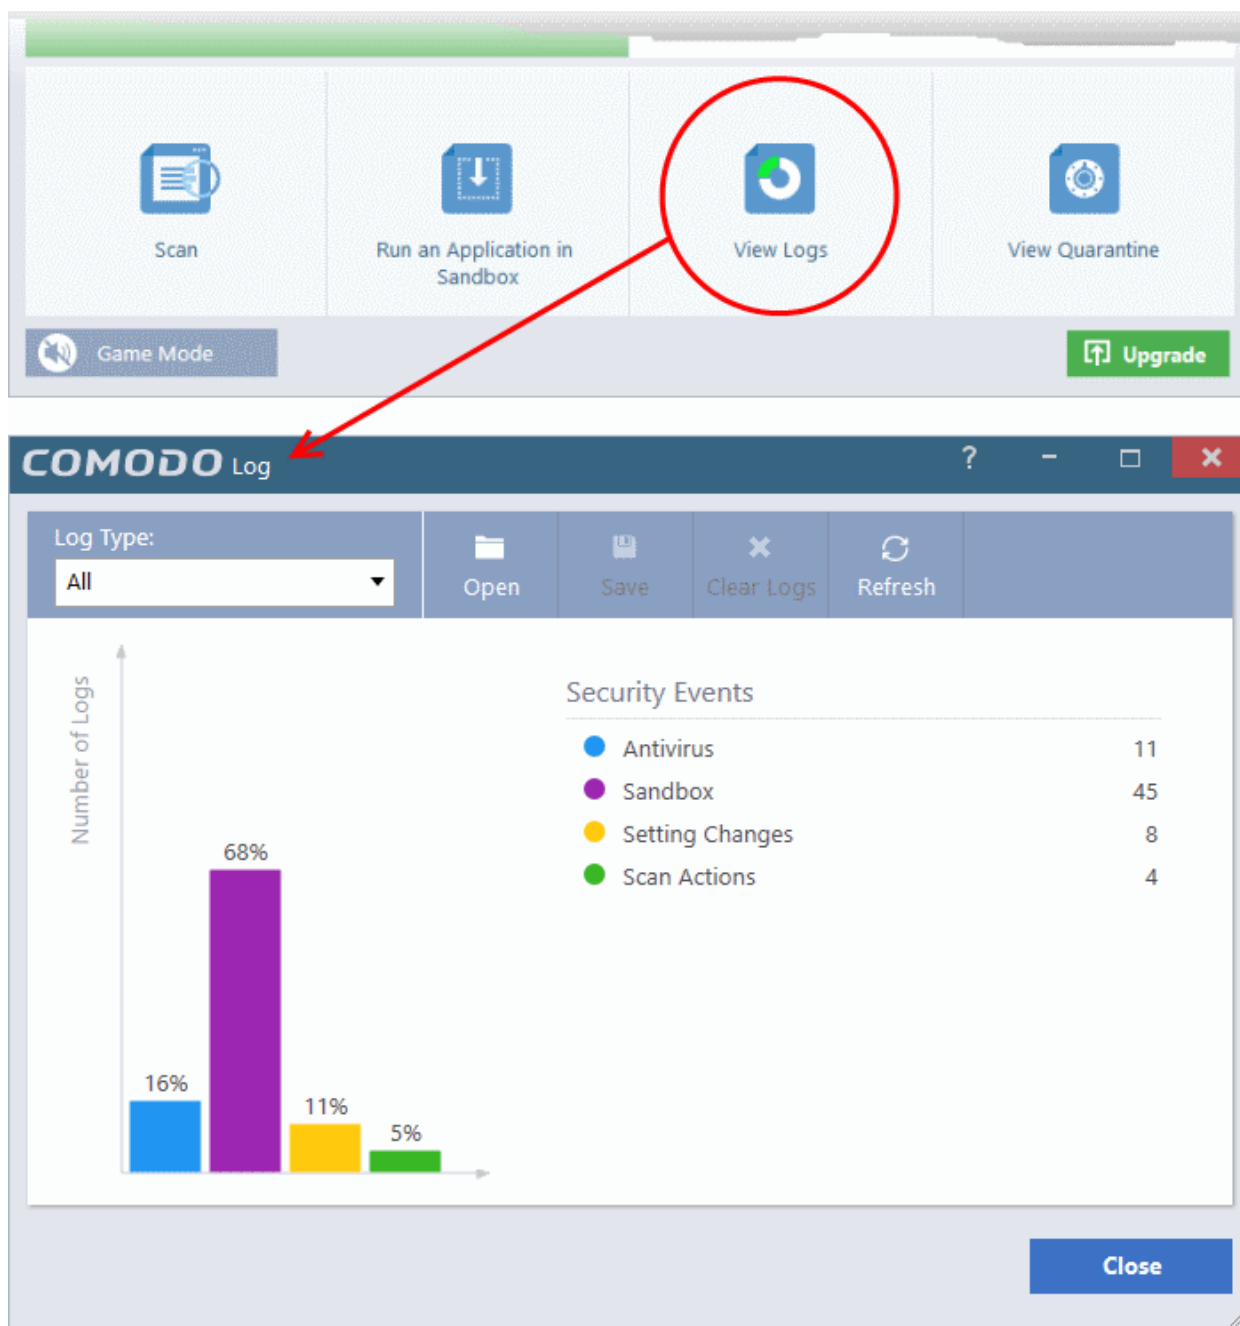 Scan
Run an Application in
Sandbox
View Logs
View Quarantine
Game Mode
Upgrade
COMODO Log
?
Log Type:
All
Open
Save
Clear Logs
Refresh
Number of Logs
68%
16%
11%
5%
Security Events
Antivirus 11
Sandbox 45
Setting Changes 8
Scan Actions 4
Close